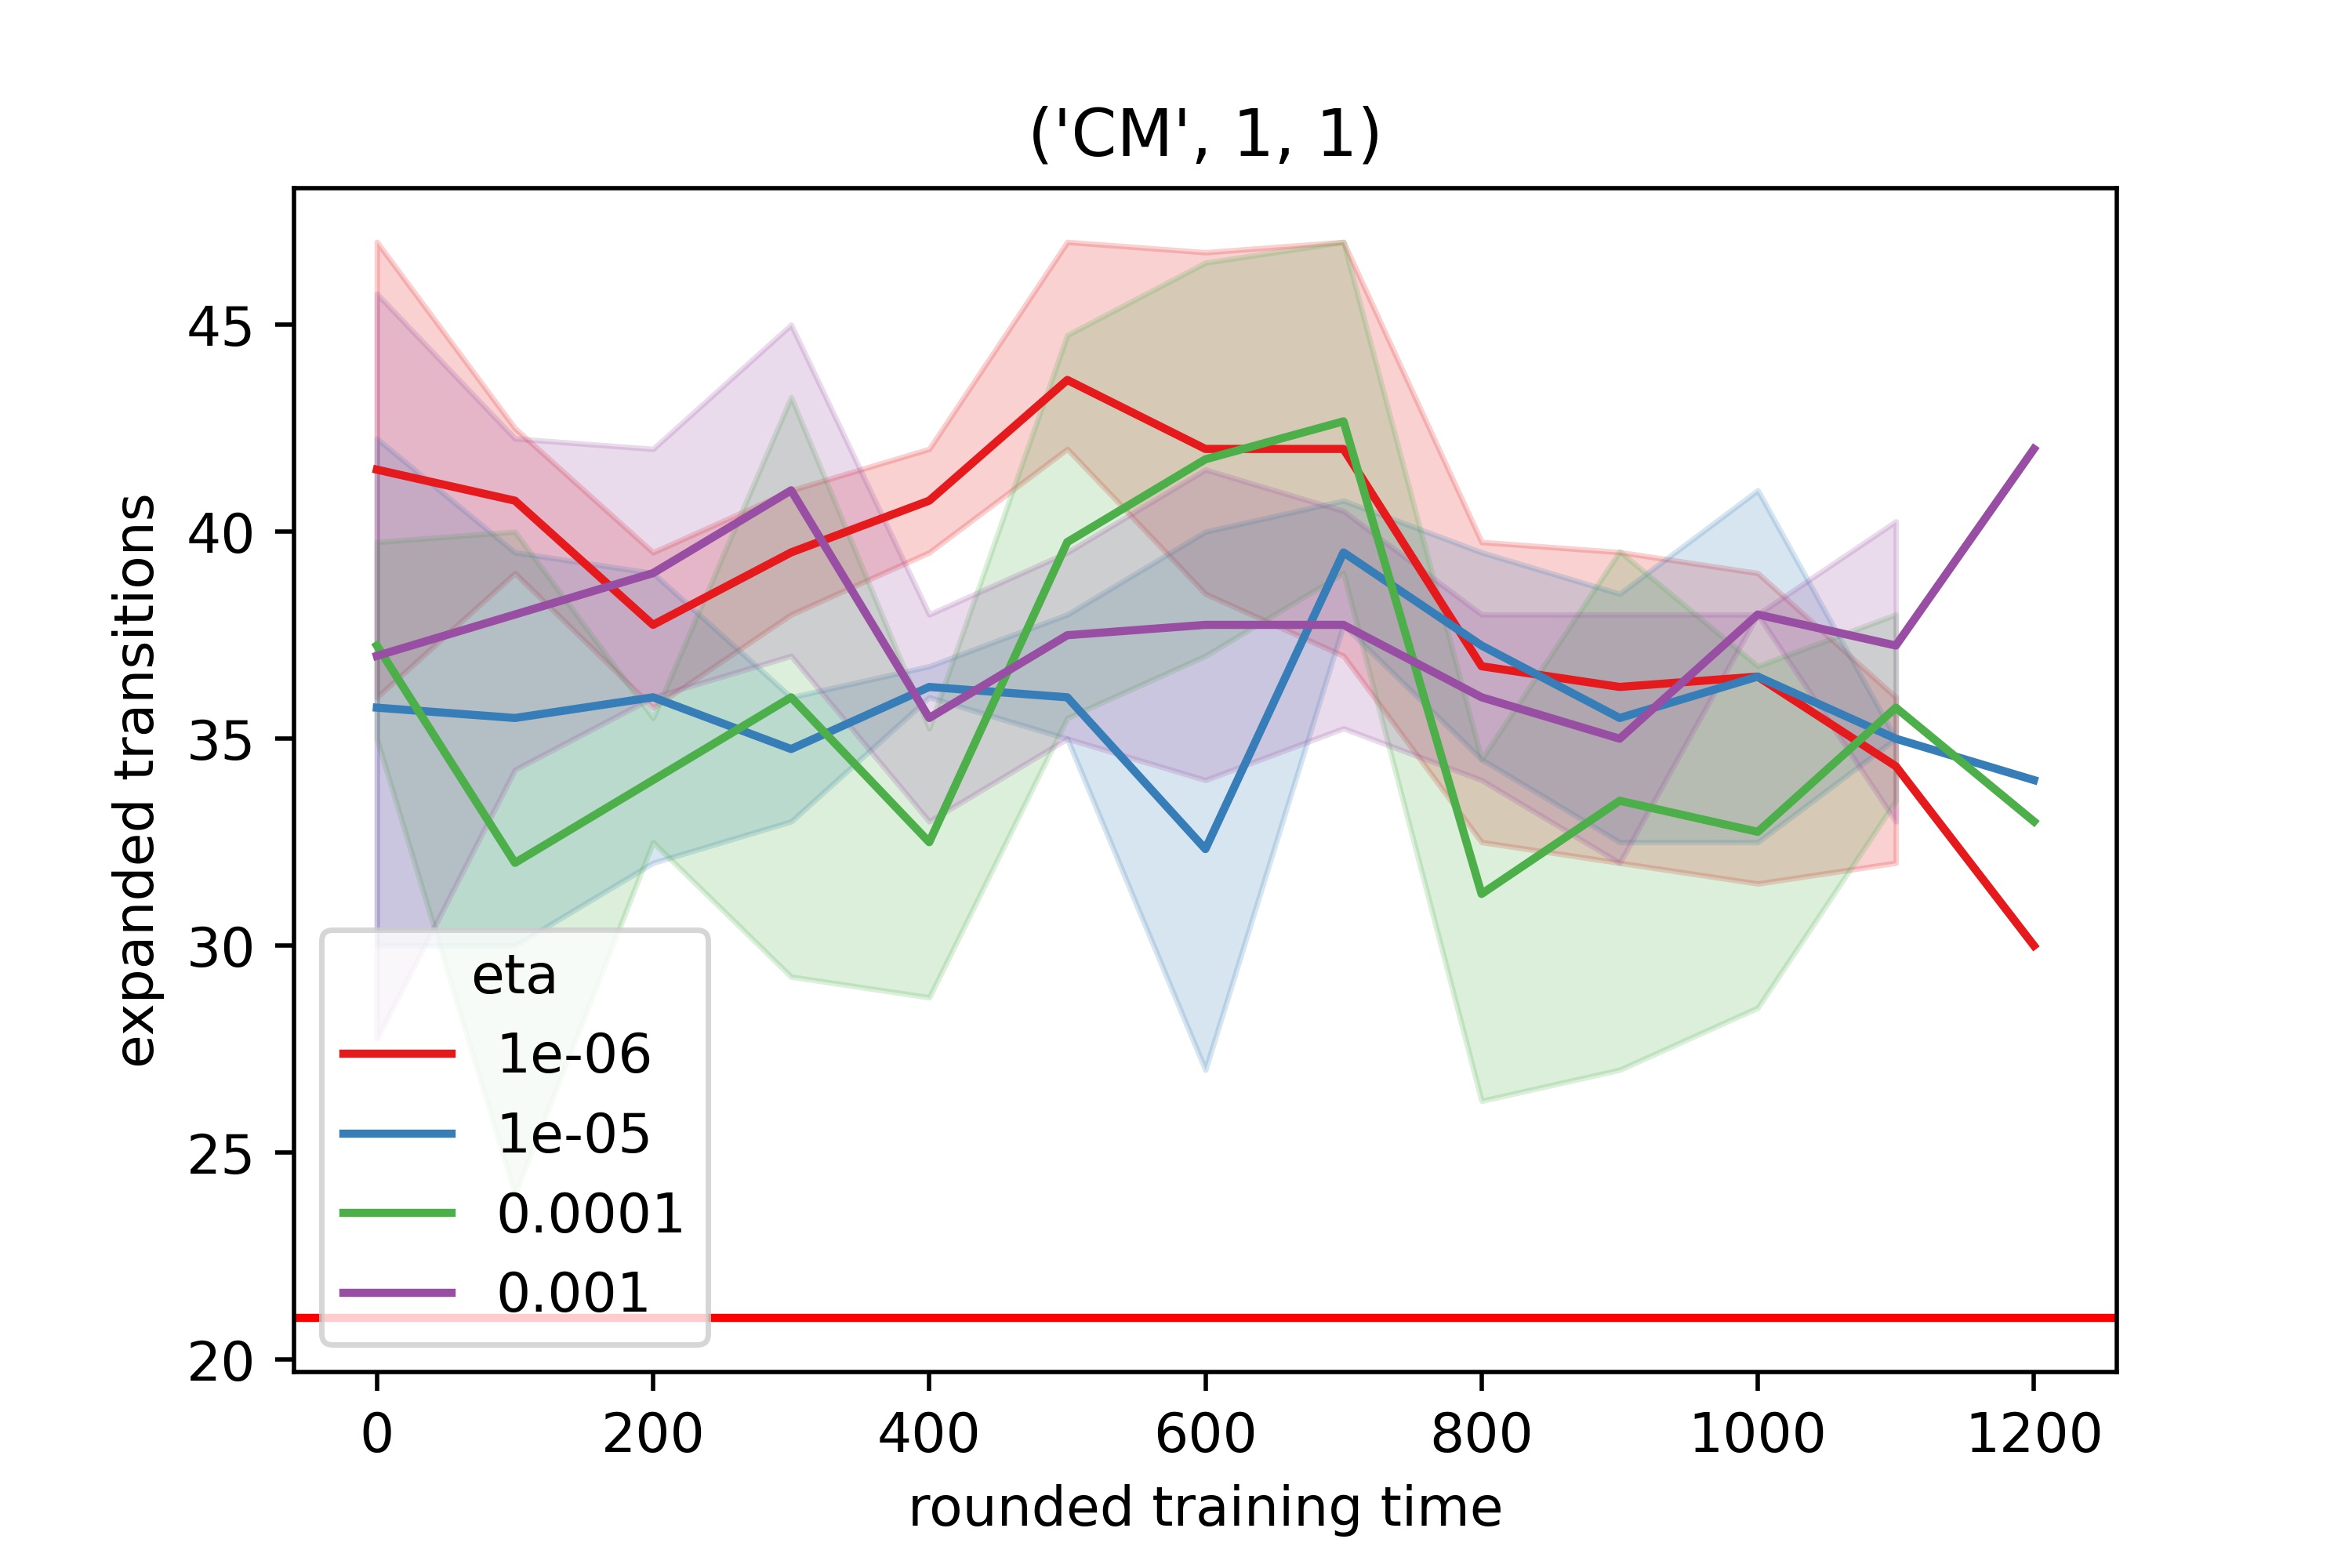 ('CM', 1, 1)
expanded transitions
45
40
35
30
25
20
eta
1e-06
1e-05
0.0001
0.001
0 200 400 600 800 1000 1200
rounded training time